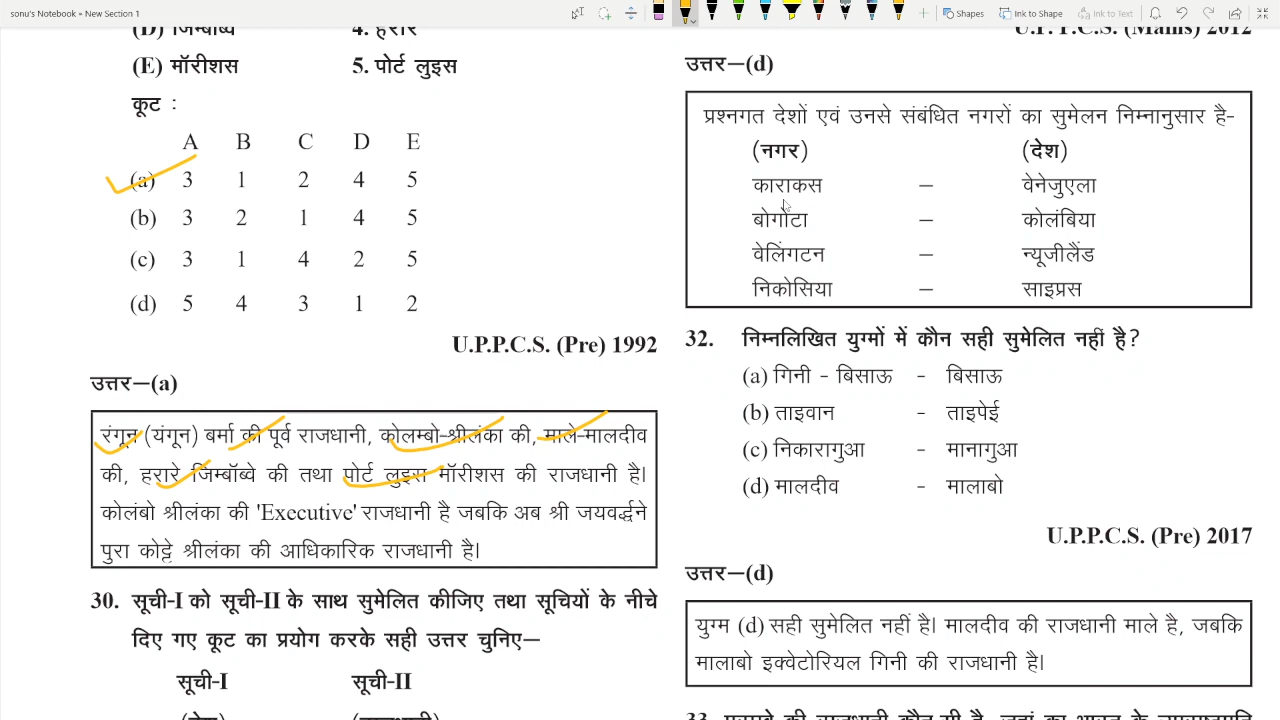 sonu's Notebook » New Section 1
Shapes
Ink to Shape
Ink to Text
(D) जिम्बाब्वे 4. हरारे
(E) मॉरीशस 5. पोर्ट लुइस
कूट :
A B C D E
(a) 3 1 2 4 5
(b) 3 2 1 4 5
(c) 3 1 4 2 5
(d) 5 4 3 1 2
U.P.P.C.S. (Pre) 1992
उत्तर—(a)
रंगून (यंगून) बर्मा की पूर्व राजधानी, कोलम्बो-श्रीलंका की, माले-मालदीव
की, हरारे जिम्बॉब्वे की तथा पोर्ट लुइस मॉरीशस की राजधानी है।
कोलंबो श्रीलंका की 'Executive' राजधानी है जबकि अब श्री जयवर्द्धने
पुरा कोट्टे श्रीलंका की आधिकारिक राजधानी है।
30. सूची-I को सूची-II के साथ सुमेलित कीजिए तथा सूचियों के नीचे
दिए गए कूट का प्रयोग करके सही उत्तर चुनिए—
सूची-I सूची-II
U.P. P.C.S. (Mains) 2012
उत्तर—(d)
प्रश्नगत देशों एवं उनसे संबंधित नगरों का सुमेलन निम्नानुसार है-
(नगर) (देश)
काराकस – वेनेजुएला
बोगोटा – कोलंबिया
वेलिंगटन – न्यूजीलैंड
निकोसिया – साइप्रस
32. निम्नलिखित युग्मों में कौन सही सुमेलित नहीं है?
(a) गिनी - बिसाऊ - बिसाऊ
(b) ताइवान - ताइपेई
(c) निकारागुआ - मानागुआ
(d) मालदीव - मालाबो
U.P.P.C.S. (Pre) 2017
उत्तर—(d)
युग्म (d) सही सुमेलित नहीं है। मालदीव की राजधानी माले है, जबकि
मालाबो इक्वेटोरियल गिनी की राजधानी है।